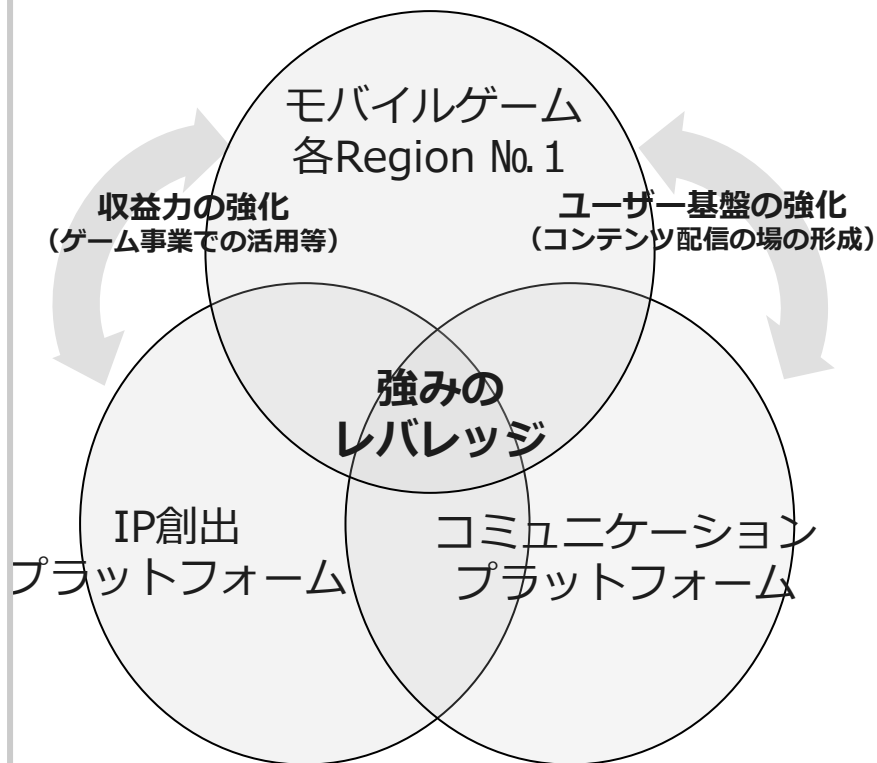 モバイルゲーム
各Region №1
収益力の強化
（ゲーム事業での活用等）
ユーザー基盤の強化
（コンテンツ配信の場の形成）
強みの
レバレッジ
IP創出
プラットフォーム
コミュニケーション
プラットフォーム